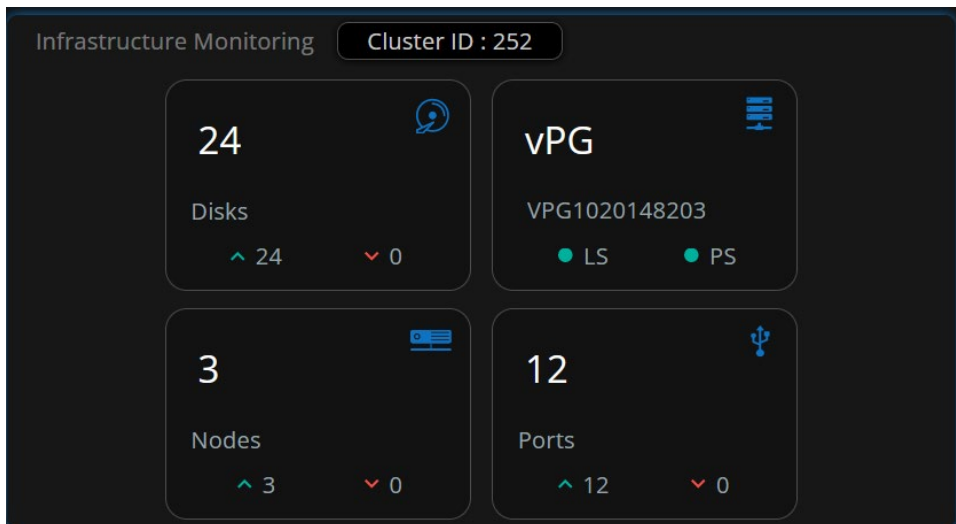 Infrastructure Monitoring Cluster ID : 252
24
Disks
24 0
vPG
VPG1020148203
LS PS
3
Nodes
3 0
12
Ports
12 0